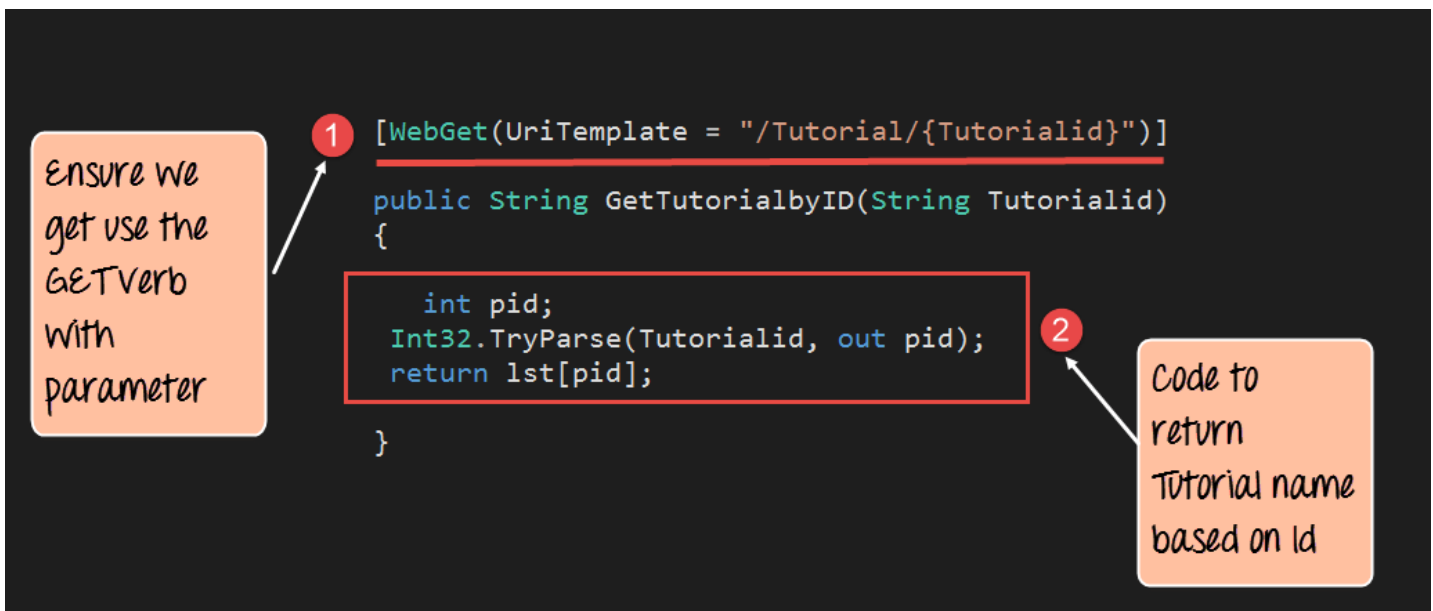 1
[WebGet(UriTemplate = "/Tutorial/{Tutorialid}")]
Ensure we
get use the
GETVerb
with
parameter
public String GetTutorialbyID(String Tutorialid)
{
int pid;
Int32.TryParse(Tutorialid, out pid);
return lst[pid];
2
}
Code to
return
Tutorial name
based on Id